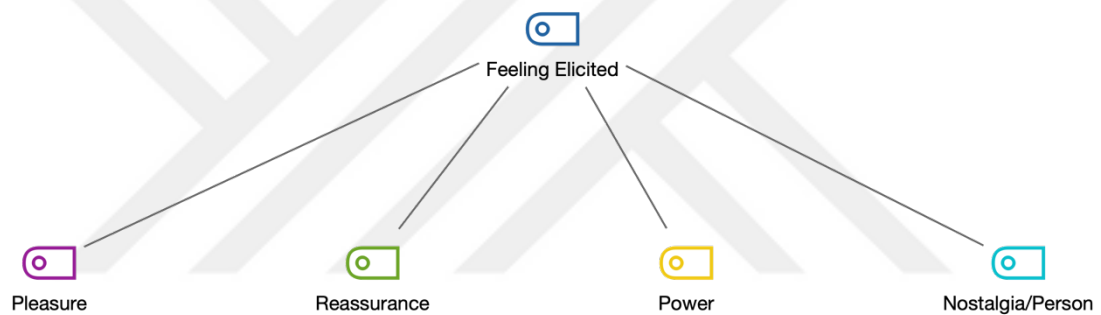 Feeling Elicited
Pleasure
Reassurance
Power
Nostalgia/Person